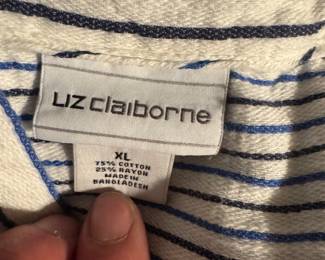 LIZ claiborne
XL
75% COTTON
25% RAYON
MADE IN
BANGLADESH